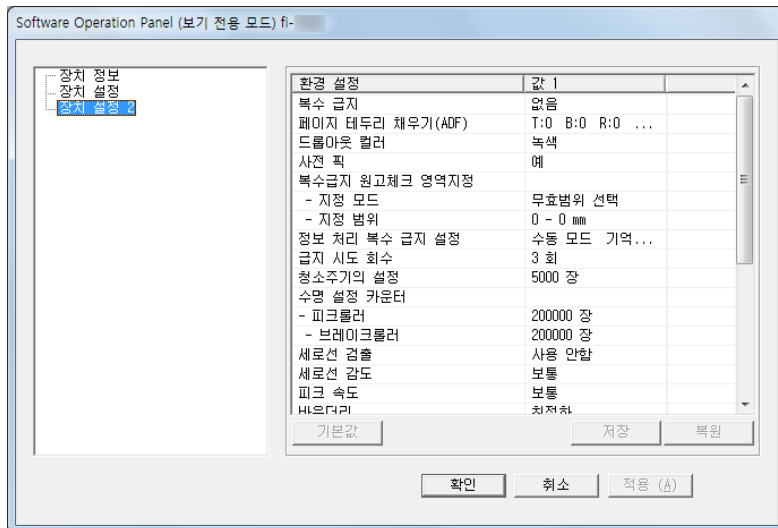 Software Operation Panel (보기 전용 모드) fi-
장치 정보
장치 설정
장치 설정 2
환경 설정 값 1
복수 급지 없음
페이지 테두리 채우기(ADF) T:0 B:0 R:0 ...
드롭아웃 컬러 녹색
사전 픽 예
복수급지 원고체크 영역지정
- 지정 모드 무효범위 선택
- 지정 범위 0 - 0 mm
정보 처리 복수 급지 설정 수동 모드 기억...
급지 시도 회수 3 회
청소주기의 설정 5000 장
수명 설정 카운터
- 피크롤러 200000 장
- 브레이크롤러 200000 장
세로선 검출 사용 안함
세로선 감도 보통
피크 속도 보통
바운더리 최적화
기본값 저장 복원
확인 취소 적용 (A)